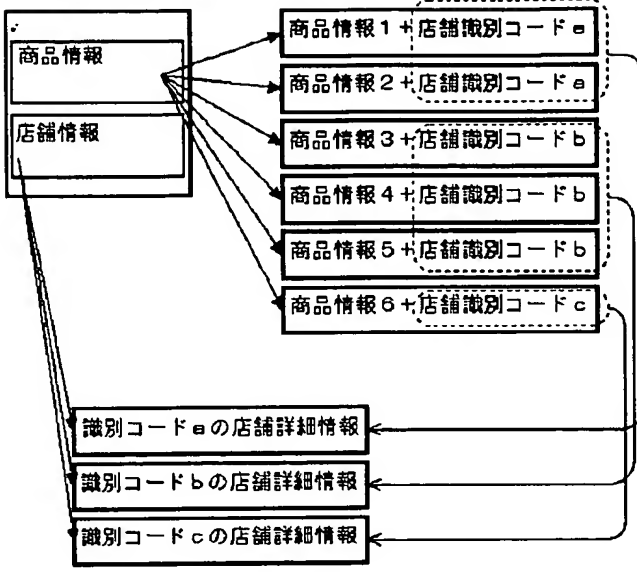 商品情報
店舗情報
商品情報1+店舗識別コードa
商品情報2+店舗識別コードa
商品情報3+店舗識別コードb
商品情報4+店舗識別コードb
商品情報5+店舗識別コードb
商品情報6+店舗識別コードc
識別コードaの店舗詳細情報
識別コードbの店舗詳細情報
識別コードcの店舗詳細情報